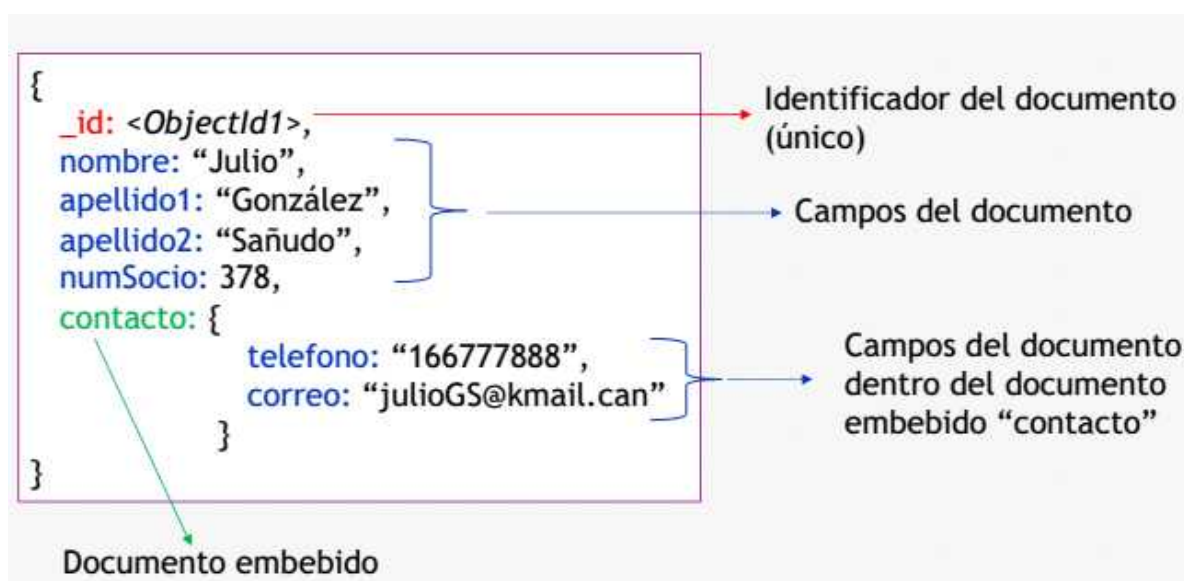 {
_id: <ObjectId1>,
Identificador del documento
(único)
nombre: “Julio”,
apellido1: “González”,
apellido2: “Sañudo”,
numSocio: 378,
Campos del documento
contacto: {
telefono: “166777888”,
correo: “julioGS@kmail.can”
}
}
Campos del documento
dentro del documento
embebido “contacto”
Documento embebido